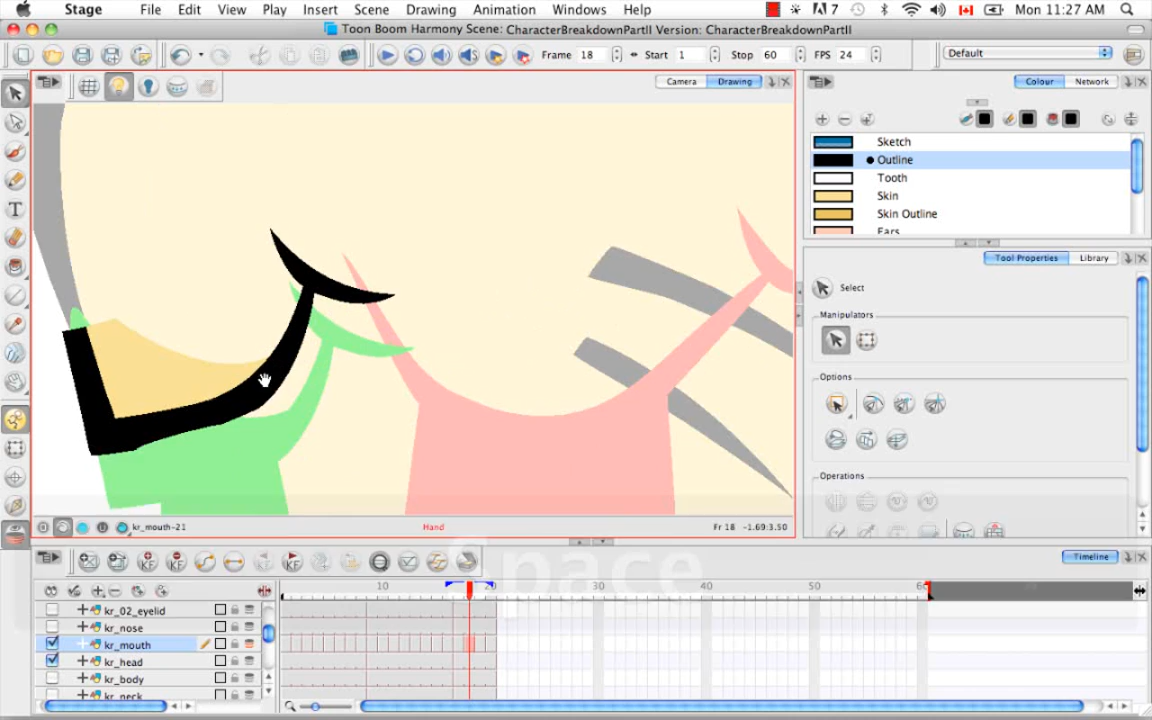 Stage File Edit View Play Insert Scene Drawing Animation Windows Help 7 Mon 11:27 AM
Toon Boom Harmony Scene: CharacterBreakdownPartII Version: CharacterBreakdownPartII
Frame 18 Start 1 Stop 60 FPS 24 Default
Camera Drawing Colour Network
Sketch
Outline
Tooth
Skin
Skin Outline
Ears
Tool Properties Library
Select
Manipulators
Options
Operations
kr_mouth-21 Hand Fr 18 -1.69:3.50
Space
Timeline
10 20 30 40 50 60
kr_02_eyelid
kr_nose
kr_mouth
kr_head
kr_body
kr_neck